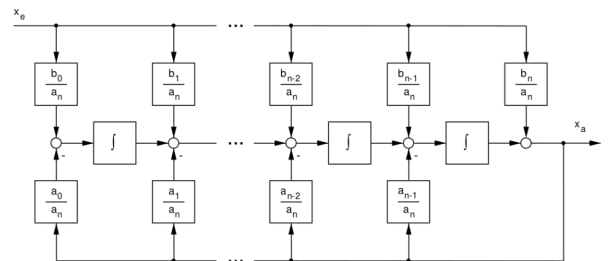 x_e
...
b_0/a_n b_1/a_n b_{n-2}/a_n b_{n-1}/a_n b_n/a_n
x_a
∫ ... ∫ ∫
- - - -
a_0/a_n a_1/a_n a_{n-2}/a_n a_{n-1}/a_n
...